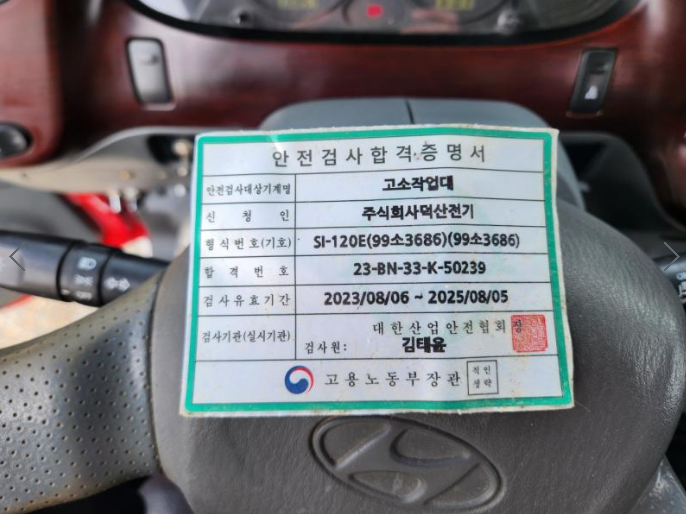 안전검사합격증명서
안전검사대상기계명 고소작업대
신청인 주식회사덕산전기
형식번호(기호) SI-120E(99소3686)(99소3686)
합격번호 23-BN-33-K-50239
검사유효기간 2023/08/06 ~ 2025/08/05
검사기관(실시기관) 대한산업안전협회장
검사원: 김태윤
고용노동부장관 직인
생략